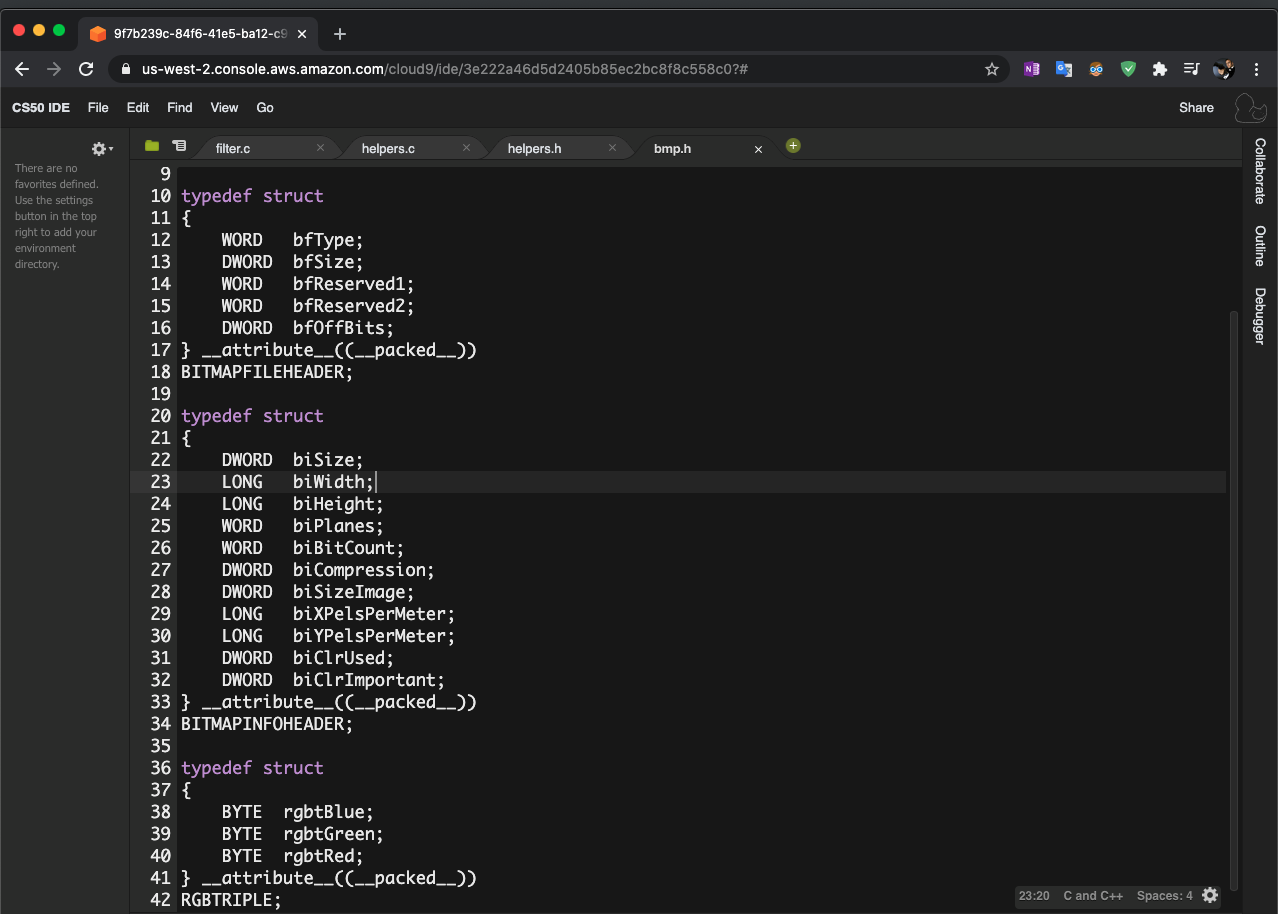 9f7b239c-84f6-41e5-ba12-c9
us-west-2.console.aws.amazon.com/cloud9/ide/3e222a46d5d2405b85ec2bc8f8c558c0?#
CS50 IDE File Edit Find View Go Share
filter.c helpers.c helpers.h bmp.h
There are no
favorites defined.
Use the settings
button in the top
right to add your
environment
directory.
9
10 typedef struct
11 {
12     WORD   bfType;
13     DWORD  bfSize;
14     WORD   bfReserved1;
15     WORD   bfReserved2;
16     DWORD  bfOffBits;
17 } __attribute__((__packed__))
18 BITMAPFILEHEADER;
19
20 typedef struct
21 {
22     DWORD  biSize;
23     LONG   biWidth;
24     LONG   biHeight;
25     WORD   biPlanes;
26     WORD   biBitCount;
27     DWORD  biCompression;
28     DWORD  biSizeImage;
29     LONG   biXPelsPerMeter;
30     LONG   biYPelsPerMeter;
31     DWORD  biClrUsed;
32     DWORD  biClrImportant;
33 } __attribute__((__packed__))
34 BITMAPINFOHEADER;
35
36 typedef struct
37 {
38     BYTE  rgbtBlue;
39     BYTE  rgbtGreen;
40     BYTE  rgbtRed;
41 } __attribute__((__packed__))
42 RGBTRIPLE;
Collaborate
Outline
Debugger
23:20 C and C++ Spaces: 4